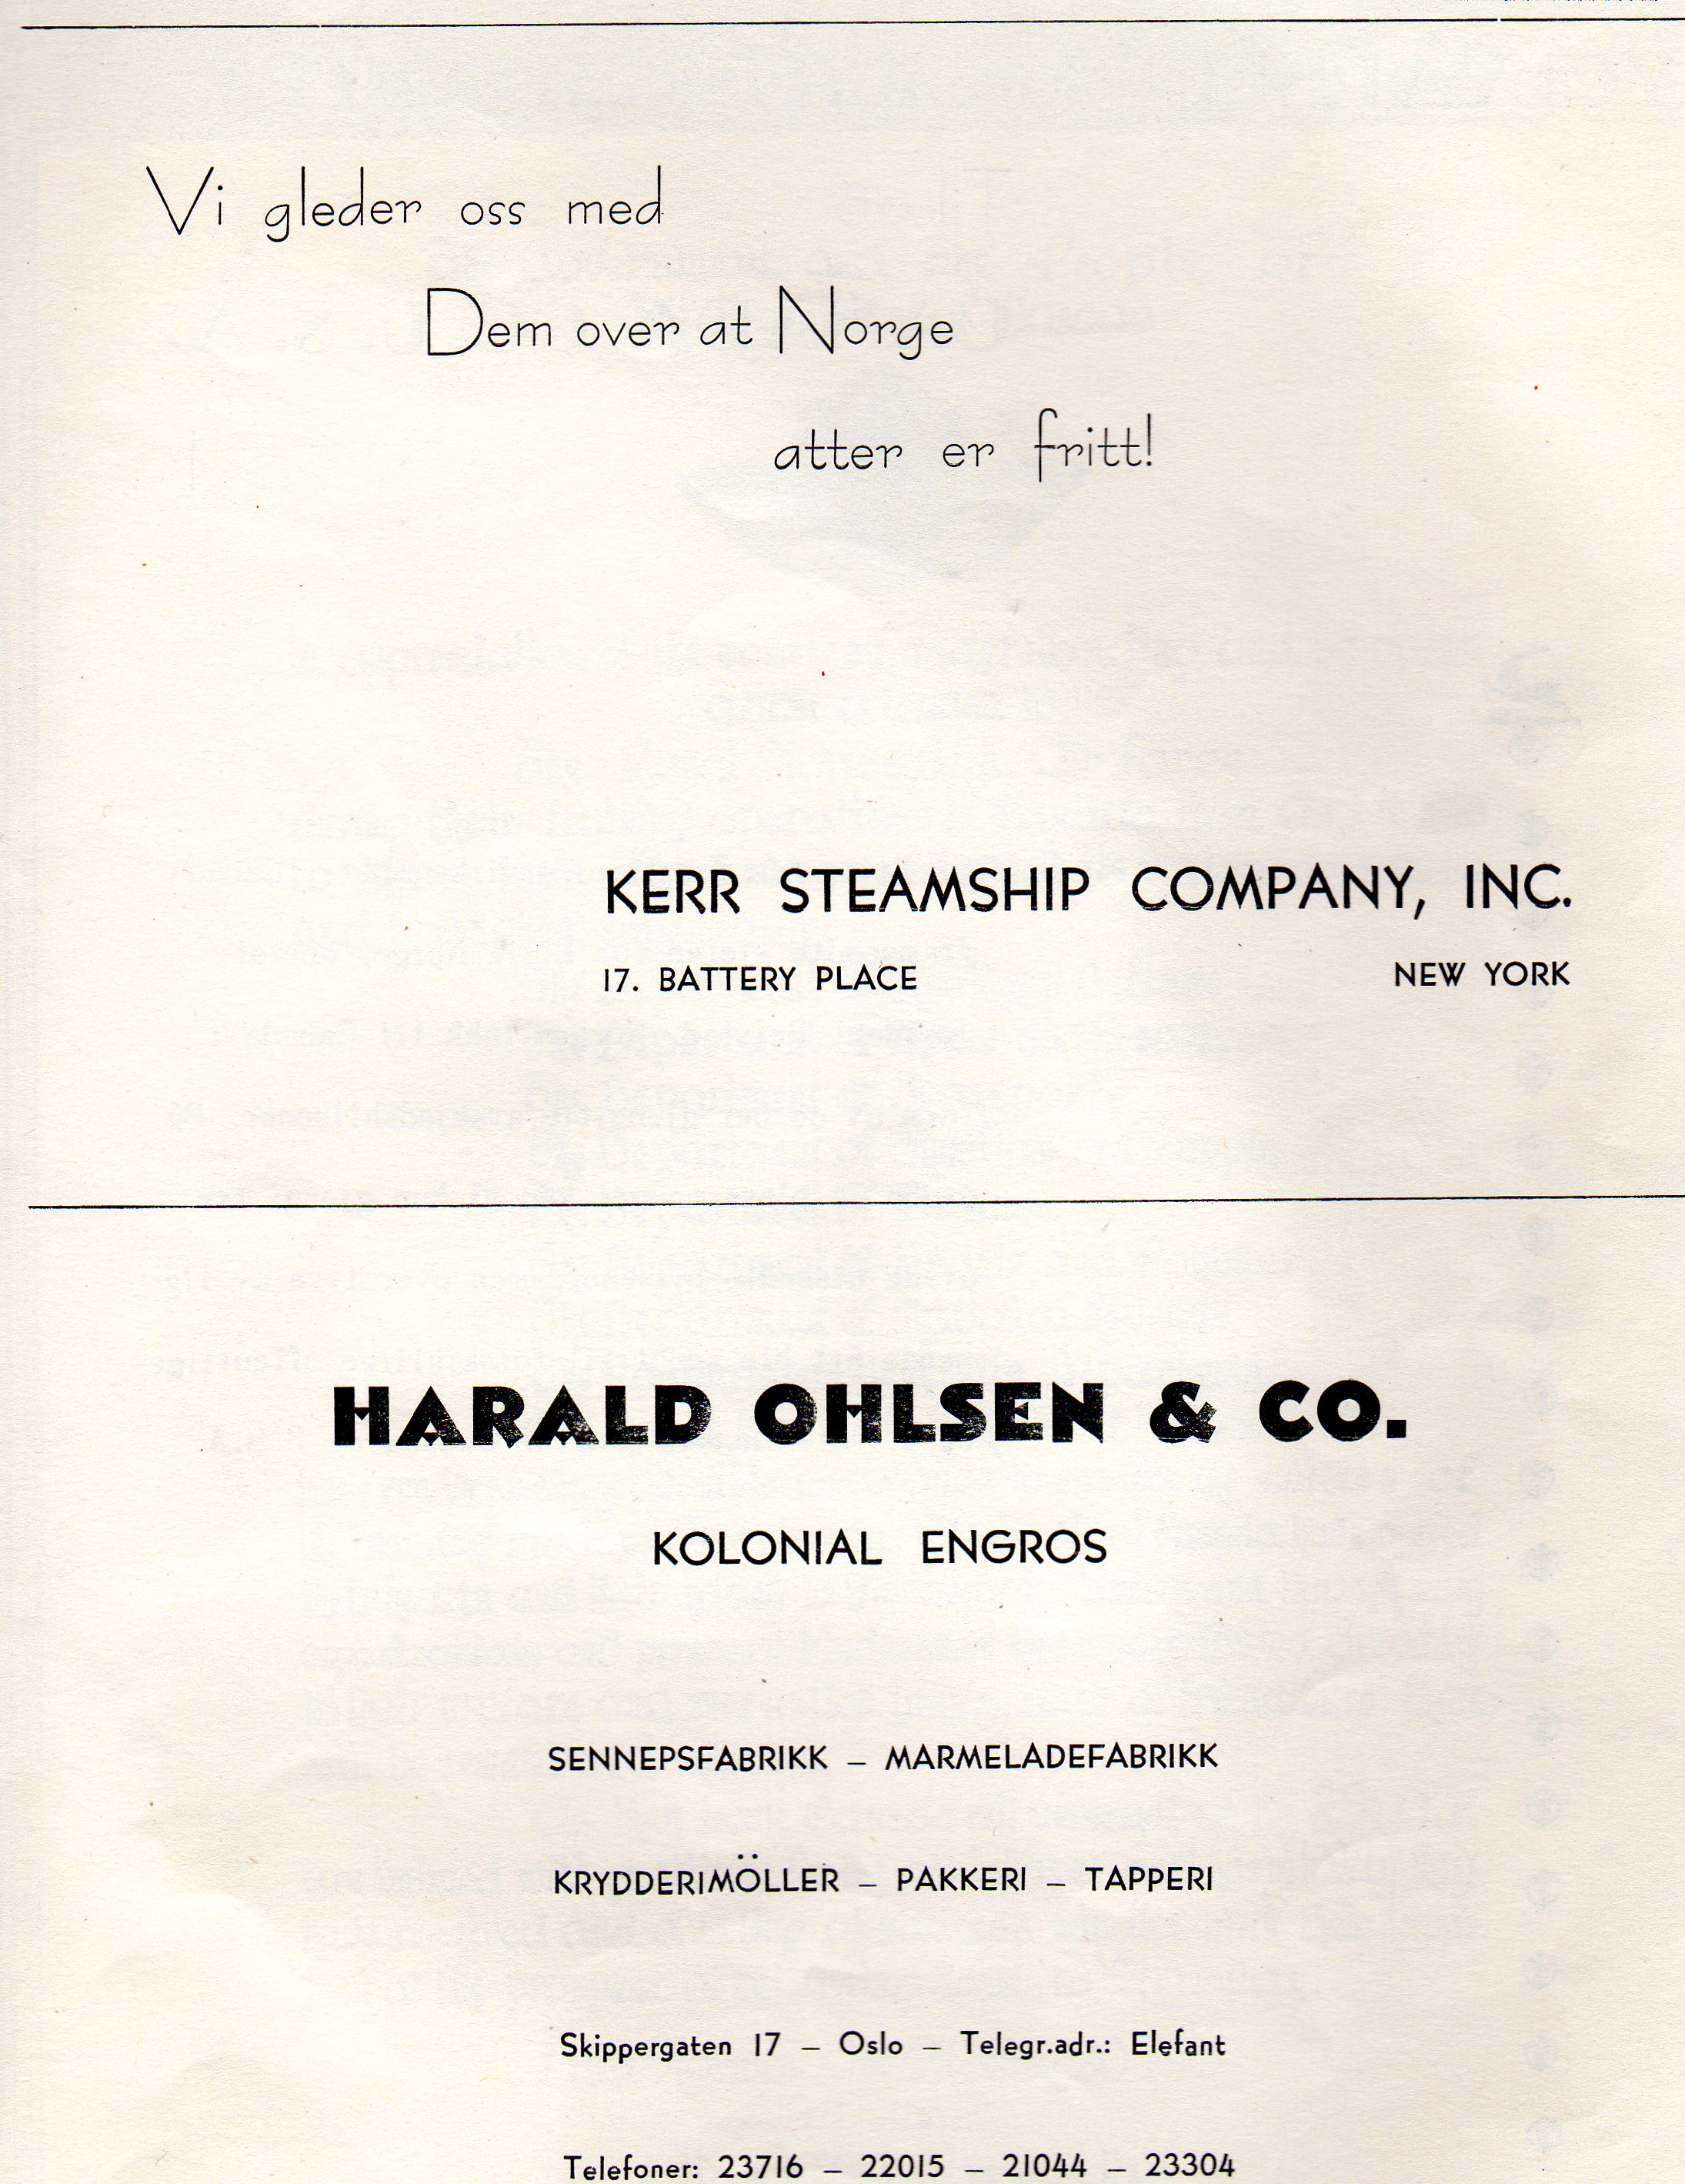 Vi gleder oss med
Dem over at Norge
atter er fritt!
KERR STEAMSHIP COMPANY, INC.
17. BATTERY PLACE NEW YORK
HARALD OHLSEN & CO.
KOLONIAL ENGROS
SENNEPSFABRIKK – MARMELADEFABRIKK
KRYDDERIMÖLLER – PAKKERI – TAPPERI
Skippergaten 17 – Oslo – Telegr.adr.: Elefant
Telefoner: 23716 – 22015 – 21044 – 23304